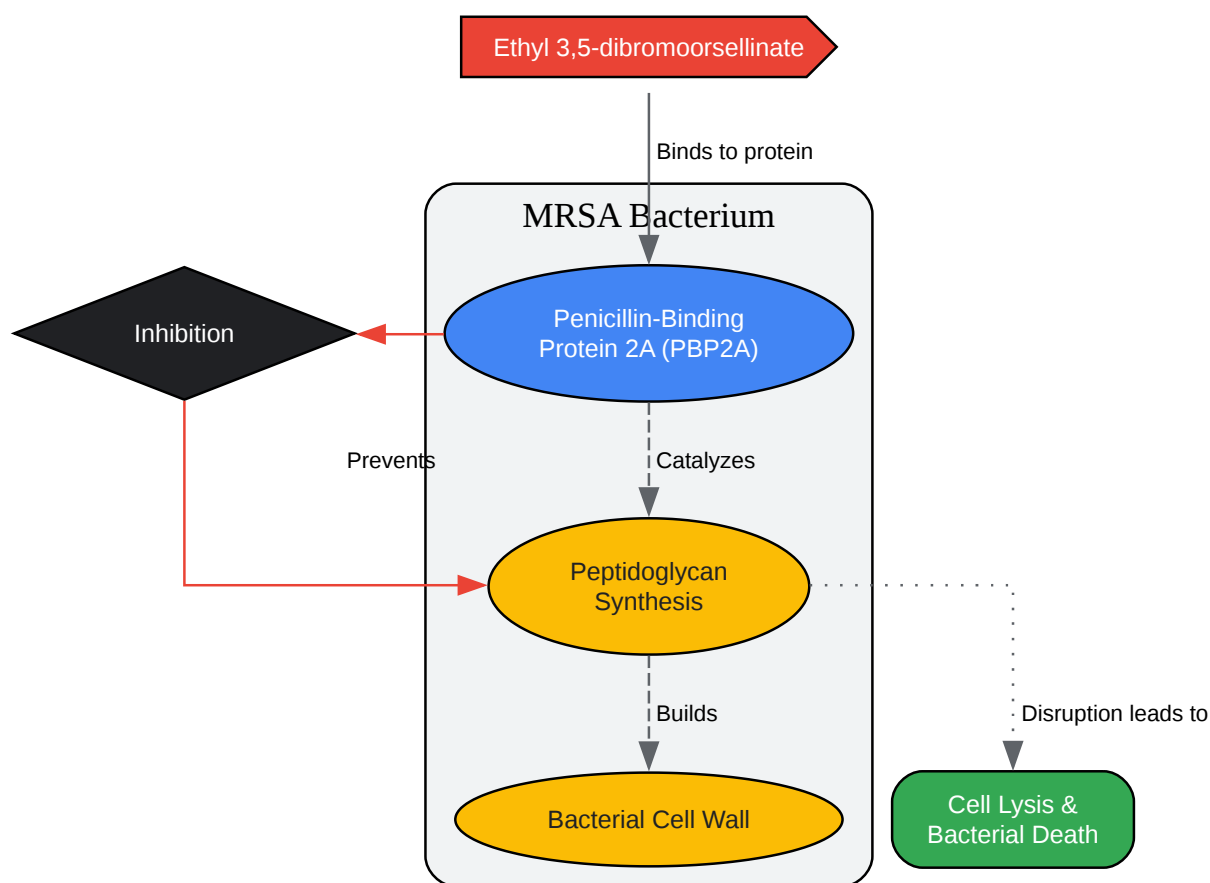 Ethyl 3,5-dibromoorsellinate
Binds to protein
MRSA Bacterium
Inhibition
Penicillin-Binding
Protein 2A (PBP2A)
Prevents
Catalyzes
Peptidoglycan
Synthesis
Builds
Disruption leads to
Bacterial Cell Wall
Cell Lysis &
Bacterial Death